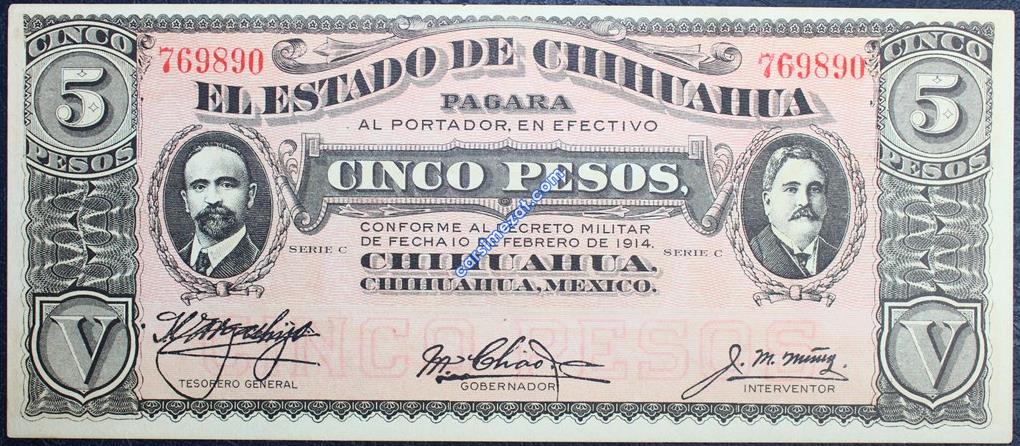 CINCO
5
PESOS
769890
769890
CINCO
5
PESOS
EL ESTADO DE CHIHUAHUA
PAGARA
AL PORTADOR, EN EFECTIVO
CINCO PESOS,
CONFORME AL DECRETO MILITAR
DE FECHA 10 DE FEBRERO DE 1914.
SERIE C
SERIE C
CHIHUAHUA.
CHIHUAHUA, MEXICO.
carsimezat.com
CINCO PESOS
V
V
TESORERO GENERAL
M. Chao
GOBERNADOR
J. M. Núñez
INTERVENTOR